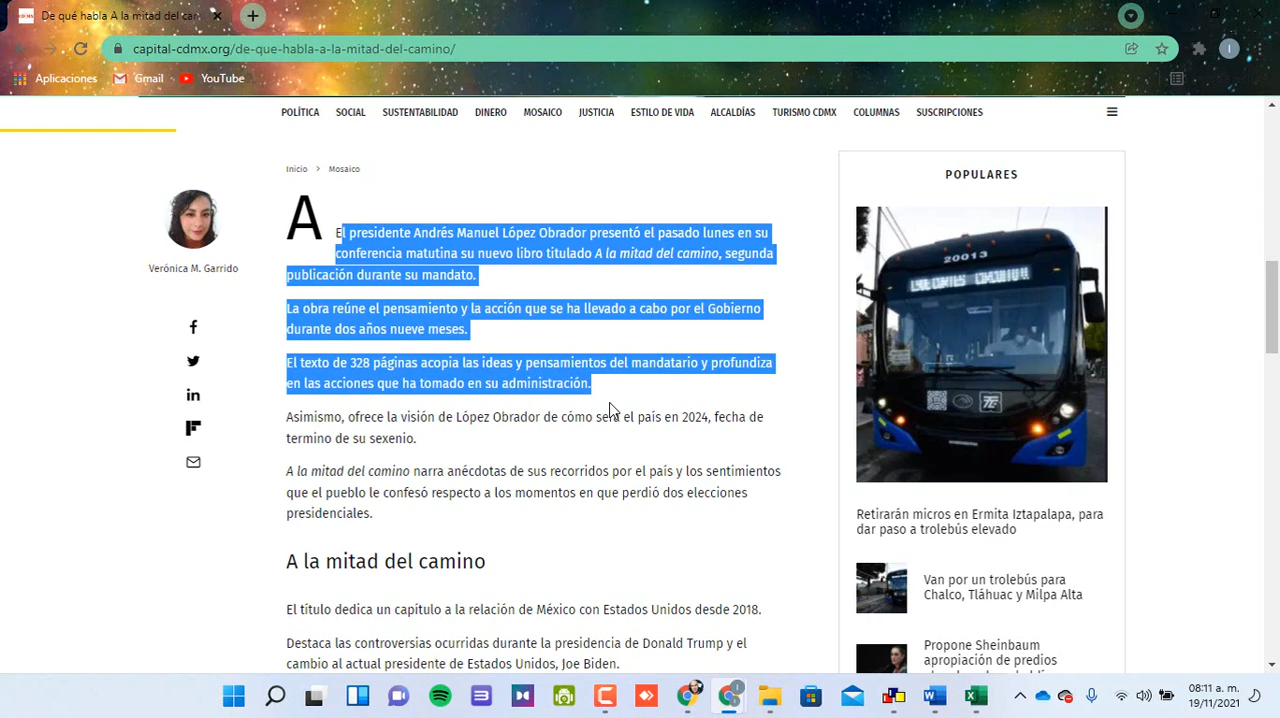 De qué habla A la mitad del car
capital-cdmx.org/de-que-habla-a-la-mitad-del-camino/
I
Aplicaciones
Gmail
YouTube
POLÍTICA
SOCIAL
SUSTENTABILIDAD
DINERO
MOSAICO
JUSTICIA
ESTILO DE VIDA
ALCALDÍAS
TURISMO CDMX
COLUMNAS
SUSCRIPCIONES
Inicio > Mosaico
Verónica M. Garrido
A
El presidente Andrés Manuel López Obrador presentó el pasado lunes en su
conferencia matutina su nuevo libro titulado A la mitad del camino, segunda
publicación durante su mandato.
La obra reúne el pensamiento y la acción que se ha llevado a cabo por el Gobierno
durante dos años nueve meses.
El texto de 328 páginas acopia las ideas y pensamientos del mandatario y profundiza
en las acciones que ha tomado en su administración.
Asimismo, ofrece la visión de López Obrador de cómo será el país en 2024, fecha de
termino de su sexenio.
A la mitad del camino narra anécdotas de sus recorridos por el país y los sentimientos
que el pueblo le confesó respecto a los momentos en que perdió dos elecciones
presidenciales.
A la mitad del camino
El título dedica un capítulo a la relación de México con Estados Unidos desde 2018.
Destaca las controversias ocurridas durante la presidencia de Donald Trump y el
cambio al actual presidente de Estados Unidos, Joe Biden.
POPULARES
20013
Retirarán micros en Ermita Iztapalapa, para
dar paso a trolebús elevado
Van por un trolebús para
Chalco, Tláhuac y Milpa Alta
Propone Sheinbaum
apropiación de predios
08:11 a. m.
19/11/2021